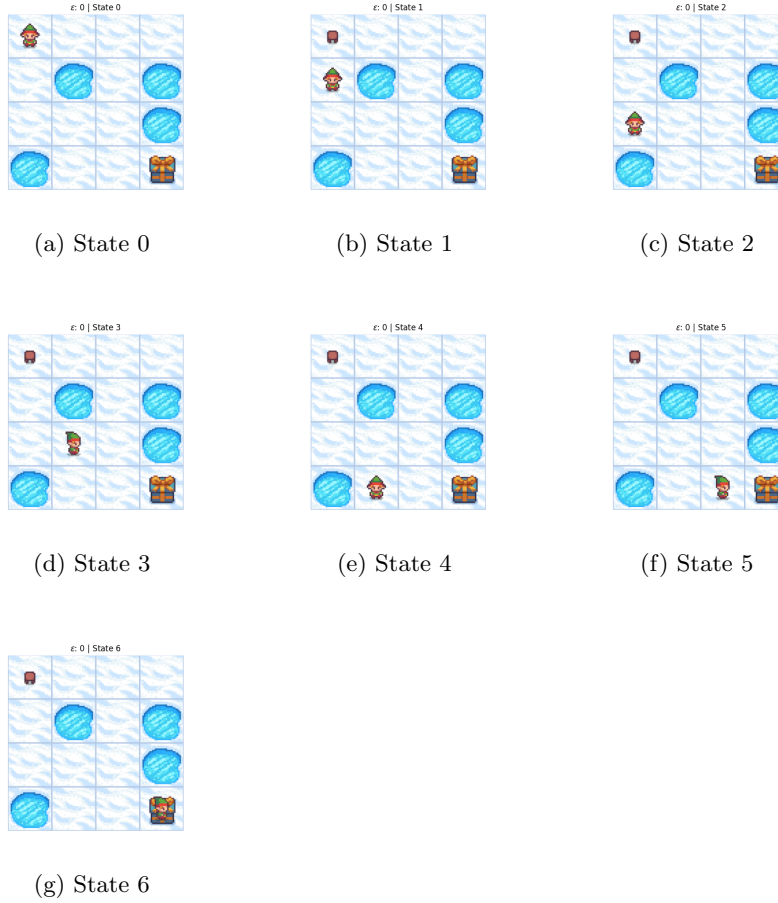 ε: 0 | State 0
ε: 0 | State 1
ε: 0 | State 2
(a) State 0
(b) State 1
(c) State 2
ε: 0 | State 3
ε: 0 | State 4
ε: 0 | State 5
(d) State 3
(e) State 4
(f) State 5
ε: 0 | State 6
(g) State 6